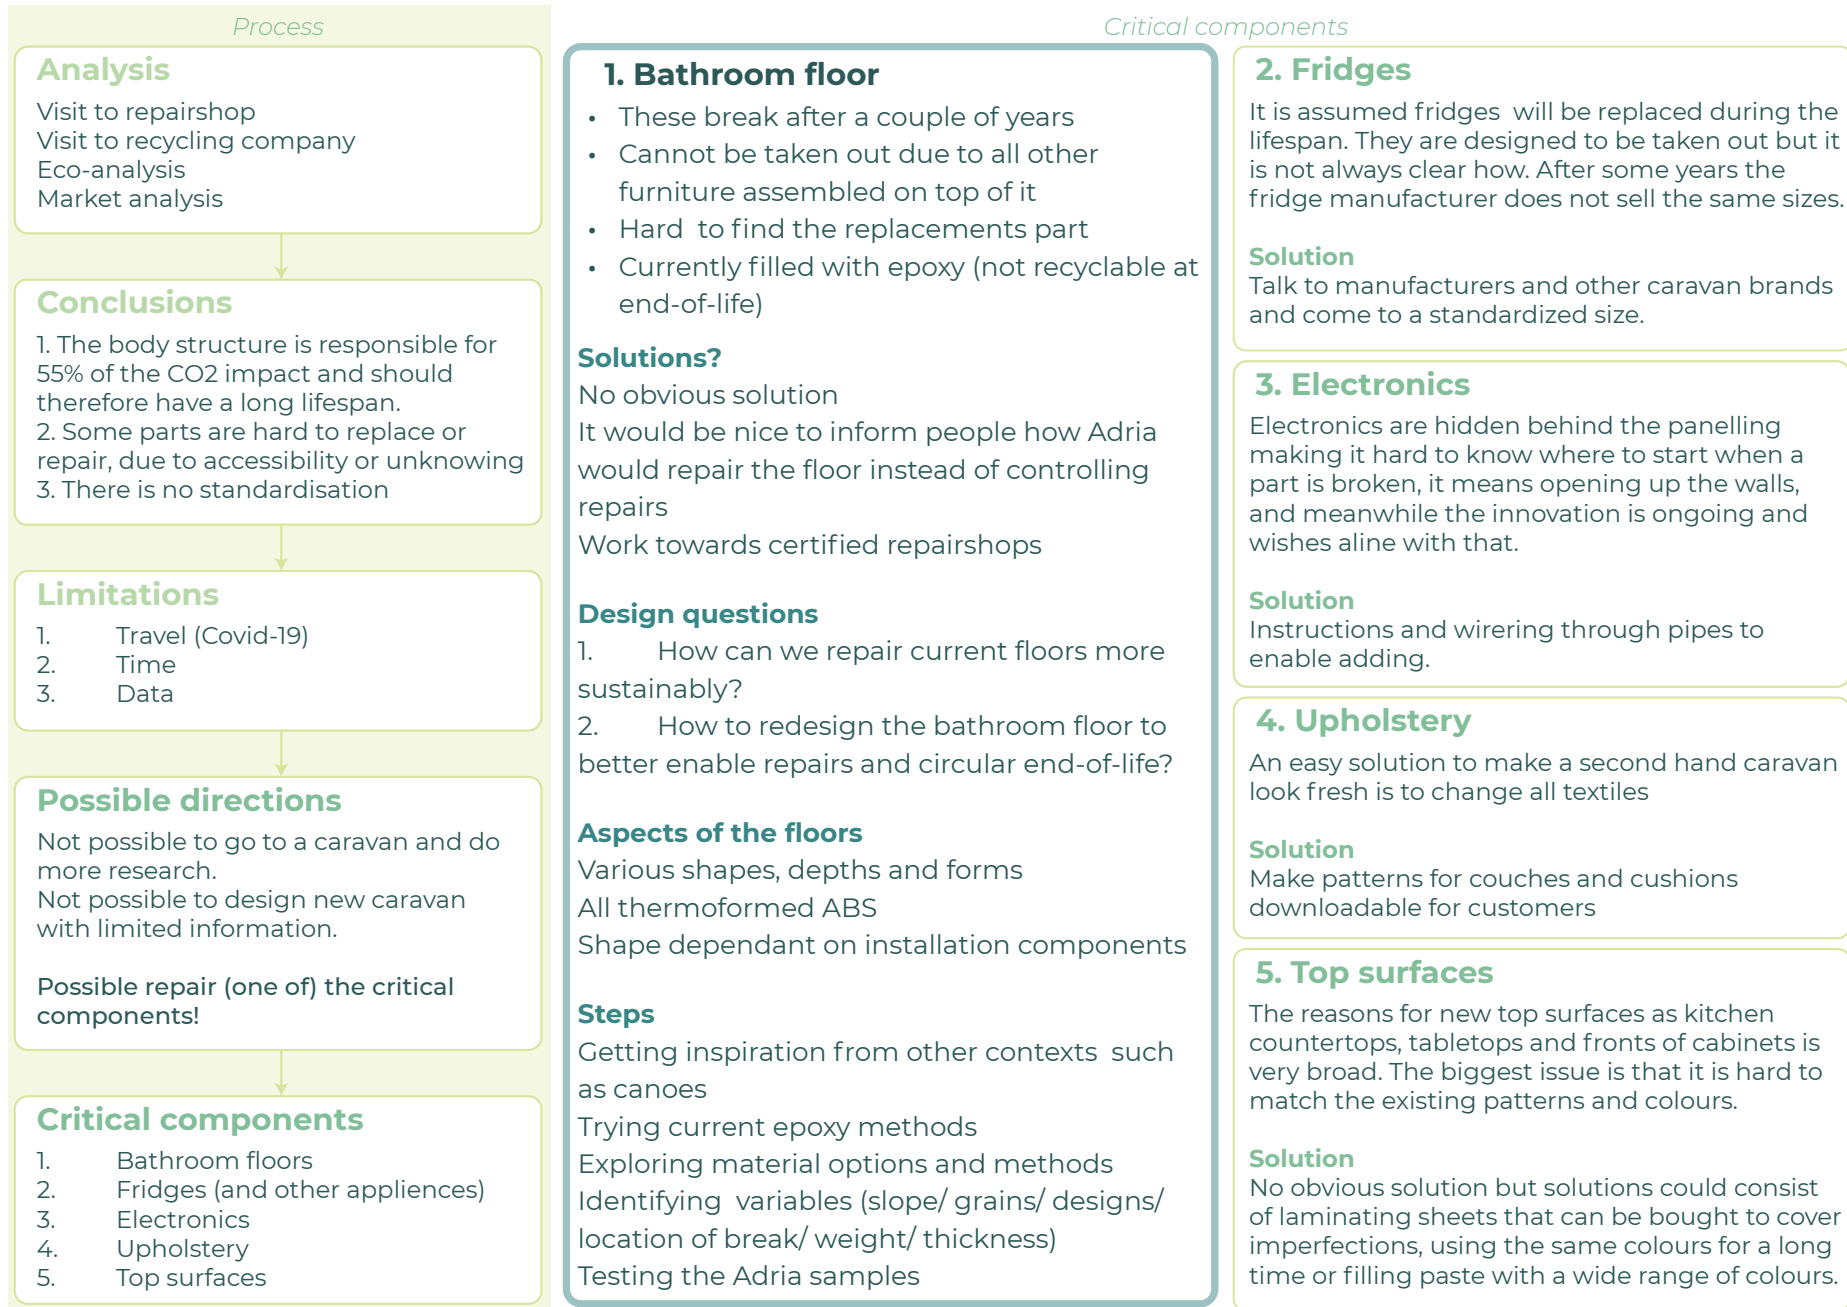 Process
Analysis
Visit to repairshop
Visit to recycling company
Eco-analysis
Market analysis
Conclusions
1. The body structure is responsible for
55% of the CO2 impact and should
therefore have a long lifespan.
2. Some parts are hard to replace or
repair, due to accessibility or unknowing
3. There is no standardisation
Limitations
1. Travel (Covid-19)
2. Time
3. Data
Possible directions
Not possible to go to a caravan and do
more research.
Not possible to design new caravan
with limited information.
Possible repair (one of) the critical
components!
Critical components
1. Bathroom floors
2. Fridges (and other appliences)
3. Electronics
4. Upholstery
5. Top surfaces
Critical components
1. Bathroom floor
• These break after a couple of years
• Cannot be taken out due to all other
furniture assembled on top of it
• Hard to find the replacements part
• Currently filled with epoxy (not recyclable at
end-of-life)
Solutions?
No obvious solution
It would be nice to inform people how Adria
would repair the floor instead of controlling
repairs
Work towards certified repairshops
Design questions
1. How can we repair current floors more
sustainably?
2. How to redesign the bathroom floor to
better enable repairs and circular end-of-life?
Aspects of the floors
Various shapes, depths and forms
All thermoformed ABS
Shape dependant on installation components
Steps
Getting inspiration from other contexts such
as canoes
Trying current epoxy methods
Exploring material options and methods
Identifying variables (slope/ grains/ designs/
location of break/ weight/ thickness)
Testing the Adria samples
2. Fridges
It is assumed fridges will be replaced during the
lifespan. They are designed to be taken out but it
is not always clear how. After some years the
fridge manufacturer does not sell the same sizes.
Solution
Talk to manufacturers and other caravan brands
and come to a standardized size.
3. Electronics
Electronics are hidden behind the panelling
making it hard to know where to start when a
part is broken, it means opening up the walls,
and meanwhile the innovation is ongoing and
wishes aline with that.
Solution
Instructions and wirering through pipes to
enable adding.
4. Upholstery
An easy solution to make a second hand caravan
look fresh is to change all textiles
Solution
Make patterns for couches and cushions
downloadable for customers
5. Top surfaces
The reasons for new top surfaces as kitchen
countertops, tabletops and fronts of cabinets is
very broad. The biggest issue is that it is hard to
match the existing patterns and colours.
Solution
No obvious solution but solutions could consist
of laminating sheets that can be bought to cover
imperfections, using the same colours for a long
time or filling paste with a wide range of colours.